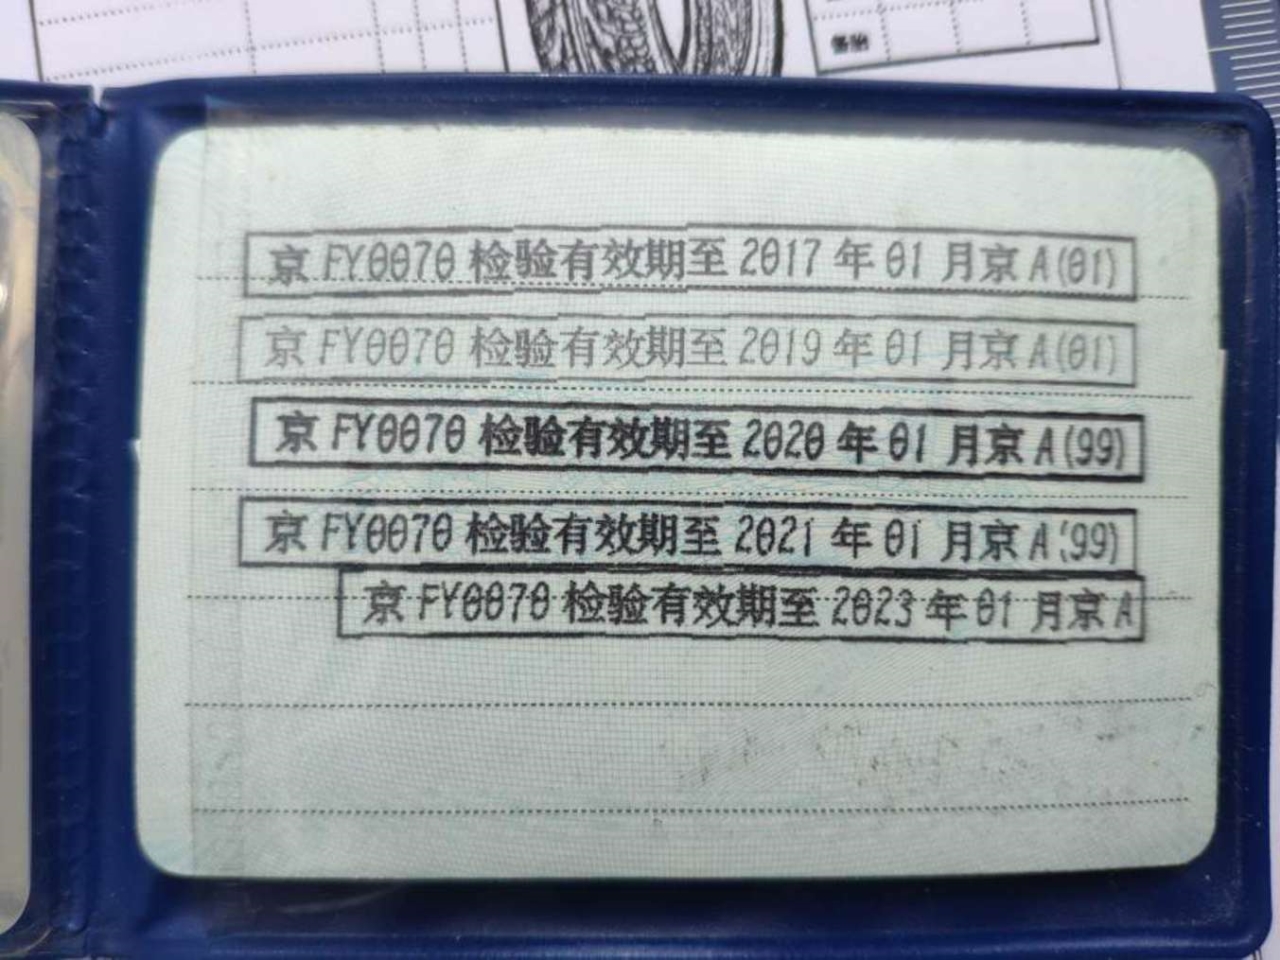 备胎
京 FY0070 检验有效期至 2017 年 01 月京 A(01)
京 FY0070 检验有效期至 2019 年 01 月京 A(01)
京 FY0070 检验有效期至 2020 年 01 月京 A(99)
京 FY0070 检验有效期至 2021 年 01 月京 A(99)
京 FY0070 检验有效期至 2023 年 01 月京 A